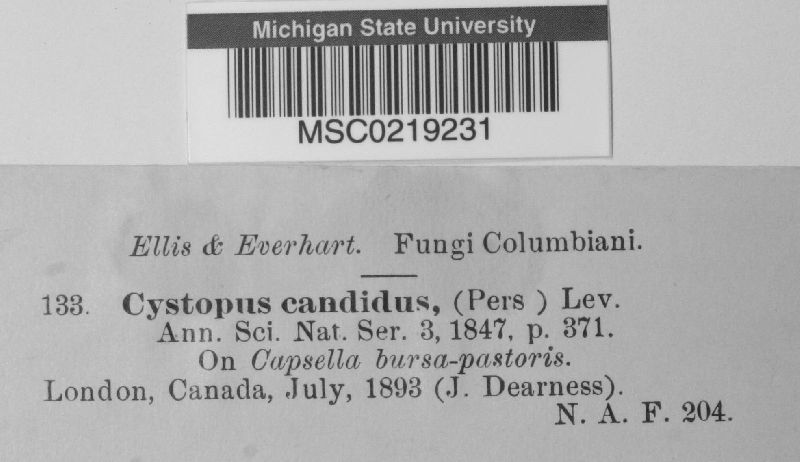 Michigan State University
MSC0219231
Ellis & Everhart. Fungi Columbiani.
133. Cystopus candidus, (Pers ) Lev.
Ann. Sci. Nat. Ser. 3, 1847, p. 371.
On Capsella bursa-pastoris.
London, Canada, July, 1893 (J. Dearness).
N. A. F. 204.